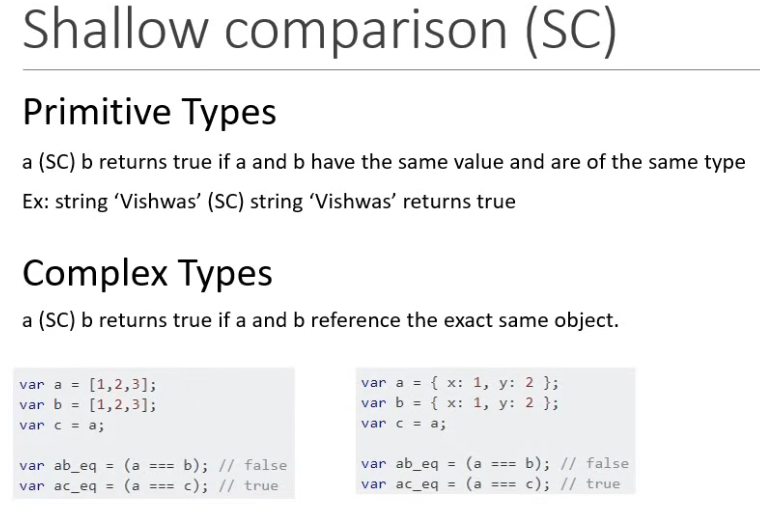 Shallow comparison (SC)
Primitive Types
a (SC) b returns true if a and b have the same value and are of the same type
Ex: string ‘Vishwas’ (SC) string ‘Vishwas’ returns true
Complex Types
a (SC) b returns true if a and b reference the exact same object.
var a = [1,2,3];
var b = [1,2,3];
var c = a;
var ab_eq = (a === b); // false
var ac_eq = (a === c); // true
var a = { x: 1, y: 2 };
var b = { x: 1, y: 2 };
var c = a;
var ab_eq = (a === b); // false
var ac_eq = (a === c); // true